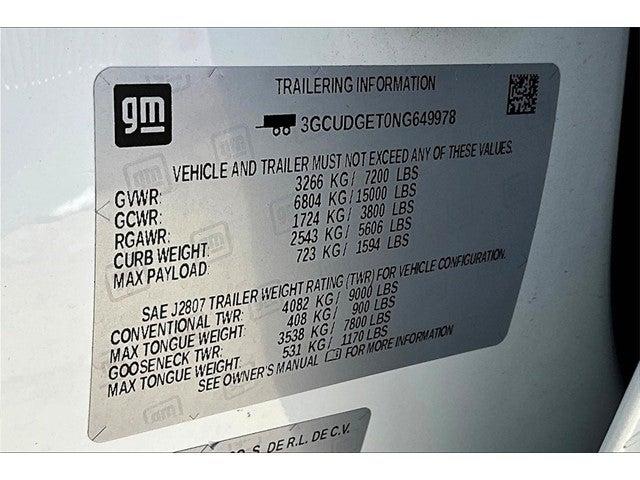 gm
TRAILERING INFORMATION
3GCUDGET0NG649978
VEHICLE AND TRAILER MUST NOT EXCEED ANY OF THESE VALUES.
GVWR: 3266 KG/ 7200 LBS
GCWR: 6804 KG/ 15000 LBS
RGAWR: 1724 KG/ 3800 LBS
CURB WEIGHT: 2543 KG/ 5606 LBS
MAX PAYLOAD: 723 KG/ 1594 LBS
SAE J2807 TRAILER WEIGHT RATING (TWR) FOR VEHICLE CONFIGURATION.
CONVENTIONAL TWR: 4082 KG/ 9000 LBS
MAX TONGUE WEIGHT: 408 KG/ 900 LBS
GOOSENECK TWR: 3538 KG/ 7800 LBS
MAX TONGUE WEIGHT: 531 KG/ 1170 LBS
SEE OWNER'S MANUAL FOR MORE INFORMATION
S. DE R.L. DE C.V.